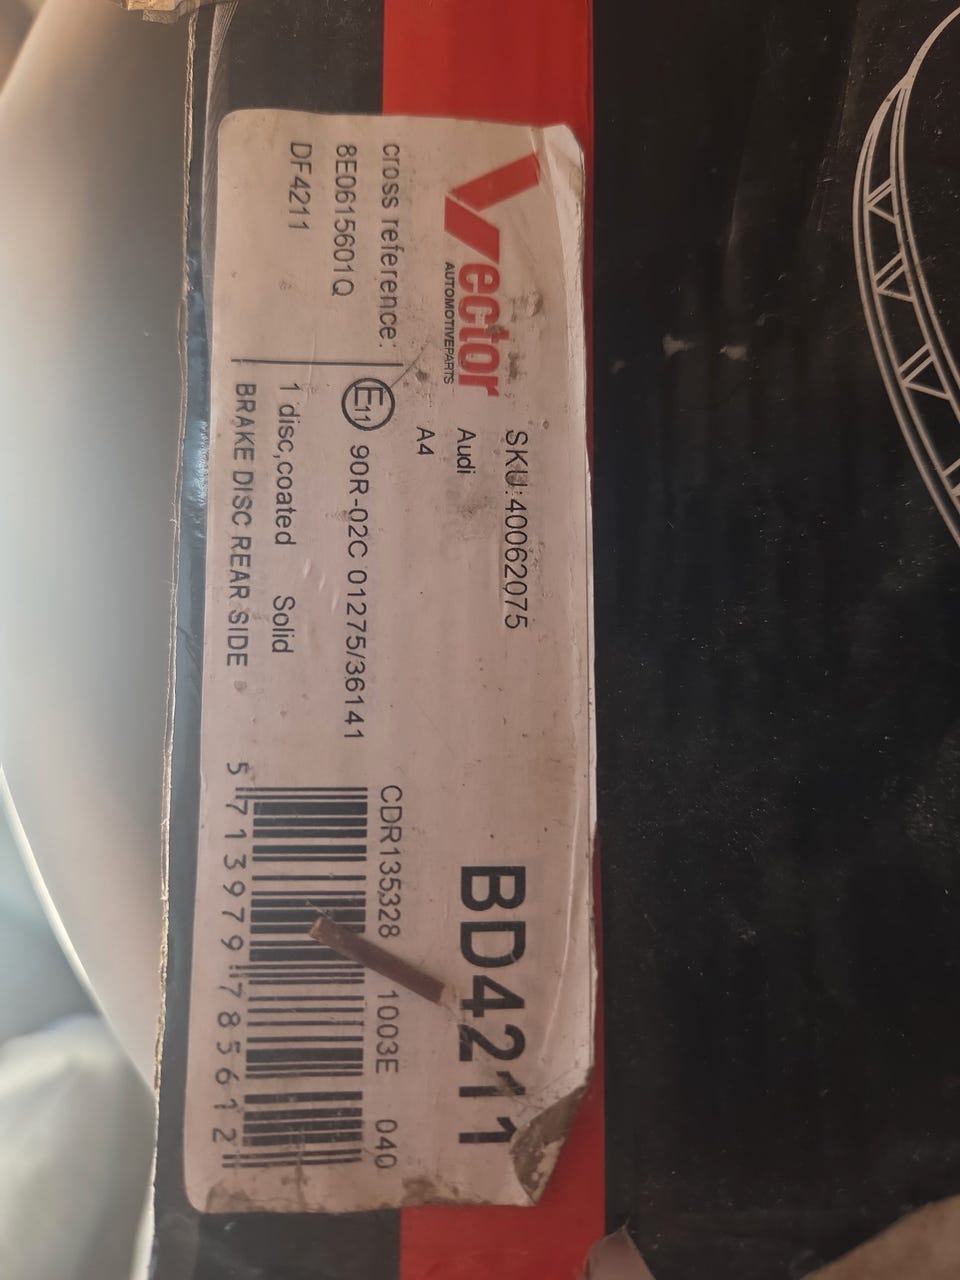 Vector
AUTOMOTIVEPARTS
SKU:40062075
BD4211
Audi
A4
cross reference:
8E0615601Q
DF4211
E11 90R-02C 01275/36141
1 disc,coated Solid
BRAKE DISC REAR SIDE
CDR135328 1003E 040
5 713979 785612